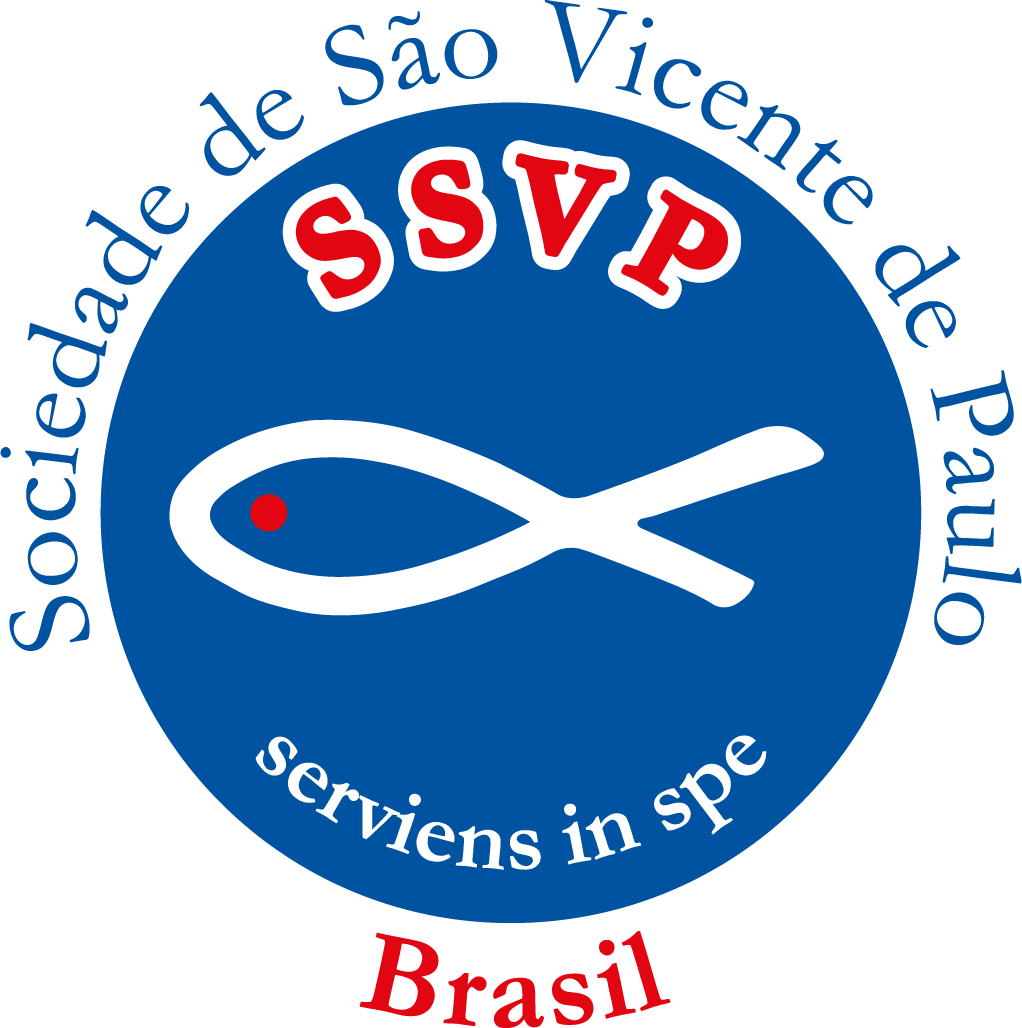 Sociedade de São Vicente de Paulo
SSVP
serviens in spe
Brasil